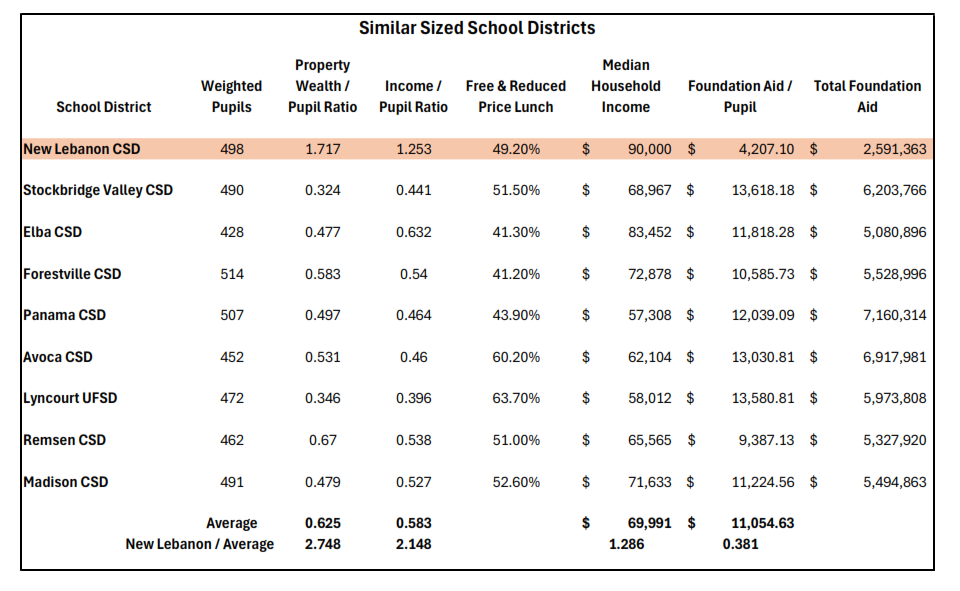 Similar Sized School Districts
Property Median
Weighted Wealth / Income / Free & Reduced Household Foundation Aid / Total Foundation
School District Pupils Pupil Ratio Pupil Ratio Price Lunch Income Pupil Aid
New Lebanon CSD 498 1.717 1.253 49.20% $ 90,000 $ 4,207.10 $ 2,591,363
Stockbridge Valley CSD 490 0.324 0.441 51.50% $ 68,967 $ 13,618.18 $ 6,203,766
Elba CSD 428 0.477 0.632 41.30% $ 83,452 $ 11,818.28 $ 5,080,896
Forestville CSD 514 0.583 0.54 41.20% $ 72,878 $ 10,585.73 $ 5,528,996
Panama CSD 507 0.497 0.464 43.90% $ 57,308 $ 12,039.09 $ 7,160,314
Avoca CSD 452 0.531 0.46 60.20% $ 62,104 $ 13,030.81 $ 6,917,981
Lyncourt UFSD 472 0.346 0.396 63.70% $ 58,012 $ 13,580.81 $ 5,973,808
Remsen CSD 462 0.67 0.538 51.00% $ 65,565 $ 9,387.13 $ 5,327,920
Madison CSD 491 0.479 0.527 52.60% $ 71,633 $ 11,224.56 $ 5,494,863
Average 0.625 0.583 $ 69,991 $ 11,054.63
New Lebanon / Average 2.748 2.148 1.286 0.381